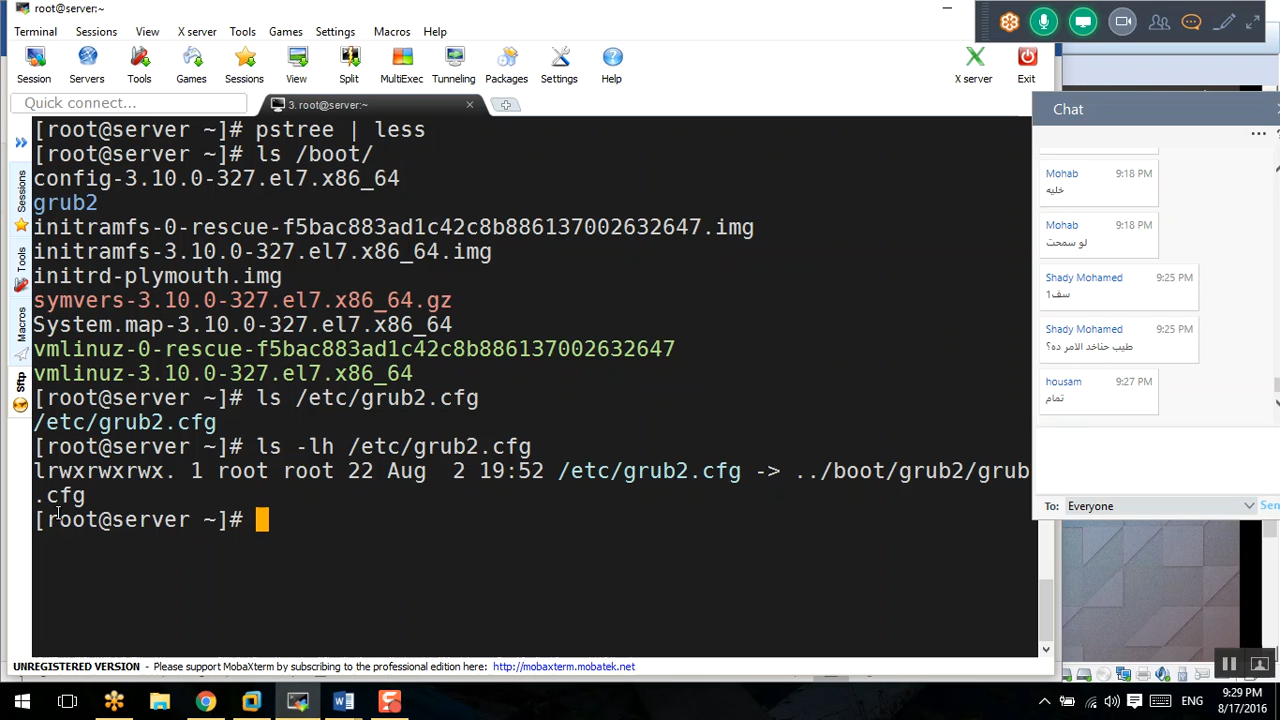 root@server:~
Terminal Sessions View X server Tools Games Settings Macros Help
Session Servers Tools Games Sessions View Split MultiExec Tunneling Packages Settings Help X server Exit
Quick connect...
3. root@server:~
Sessions
Tools
Macros
Sftp
[root@server ~]# pstree | less
[root@server ~]# ls /boot/
config-3.10.0-327.el7.x86_64
grub2
initramfs-0-rescue-f5bac883ad1c42c8b8861370026​32647.img
initramfs-3.10.0-327.el7.x86_64.img
initrd-plymouth.img
symvers-3.10.0-327.el7.x86_64.gz
System.map-3.10.0-327.el7.x86_64
vmlinuz-0-rescue-f5bac883ad1c42c8b886137002632647
vmlinuz-3.10.0-327.el7.x86_64
[root@server ~]# ls /etc/grub2.cfg
/etc/grub2.cfg
[root@server ~]# ls -lh /etc/grub2.cfg
lrwxrwxrwx. 1 root root 22 Aug  2 19:52 /etc/grub2.cfg -> ../boot/grub2/grub
.cfg
[root@server ~]#
UNREGISTERED VERSION - Please support MobaXterm by subscribing to the professional edition here: http://mobaxterm.mobatek.net
Chat
Mohab 9:18 PM
خليه
Mohab 9:18 PM
لو سمحت
Shady Mohamed 9:25 PM
سف1
Shady Mohamed 9:25 PM
طيب حناخد الامر ده؟
housam 9:27 PM
تمام
To: Everyone
ENG
9:29 PM
8/17/2016